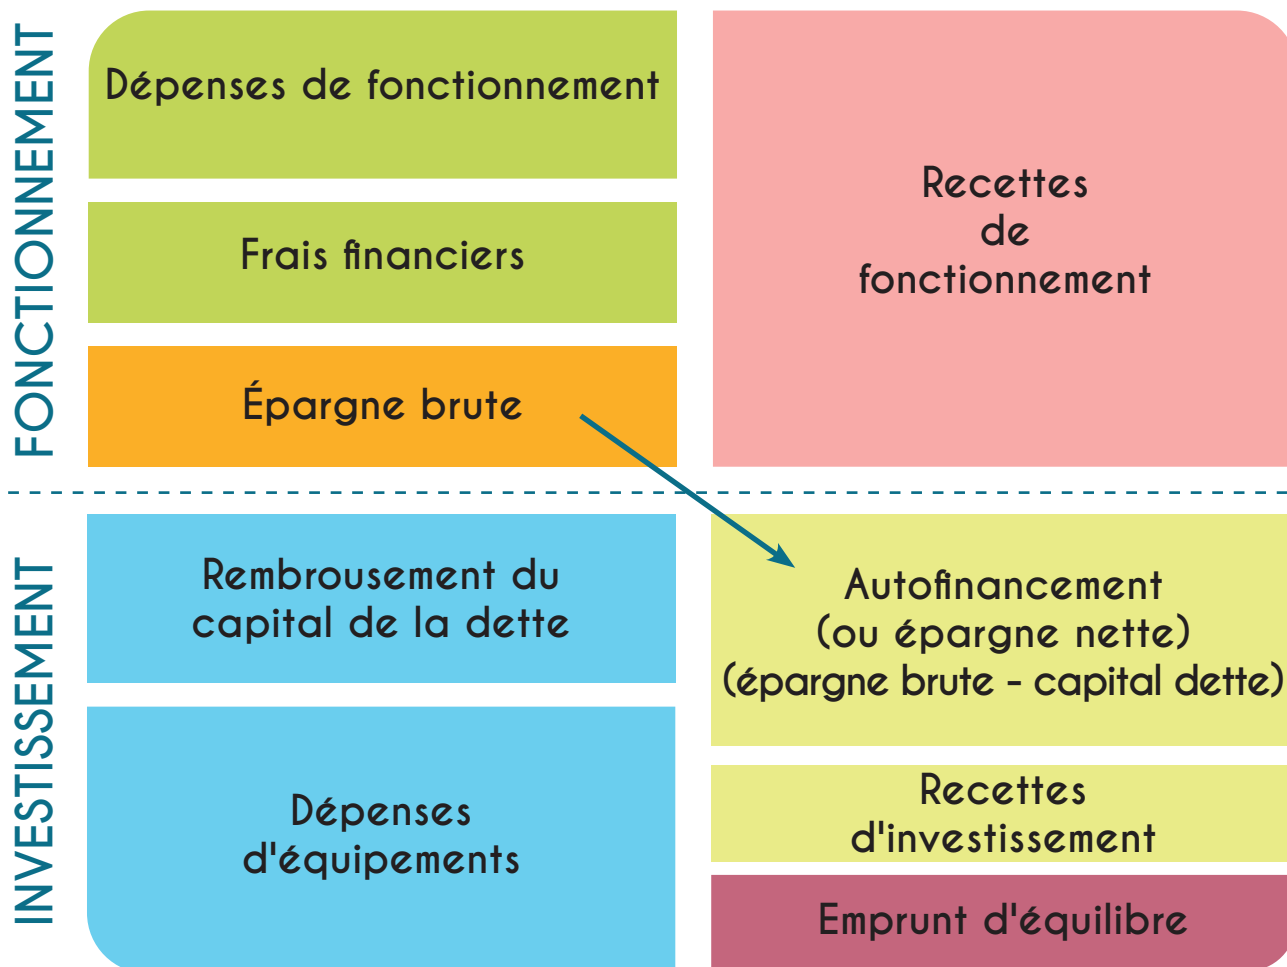 FONCTIONNEMENT
Dépenses de fonctionnement
Frais financiers
Épargne brute
Recettes
de
fonctionnement
INVESTISSEMENT
Rembrousement du
capital de la dette
Dépenses
d'équipements
Autofinancement
(ou épargne nette)
(épargne brute - capital dette)
Recettes
d'investissement
Emprunt d'équilibre